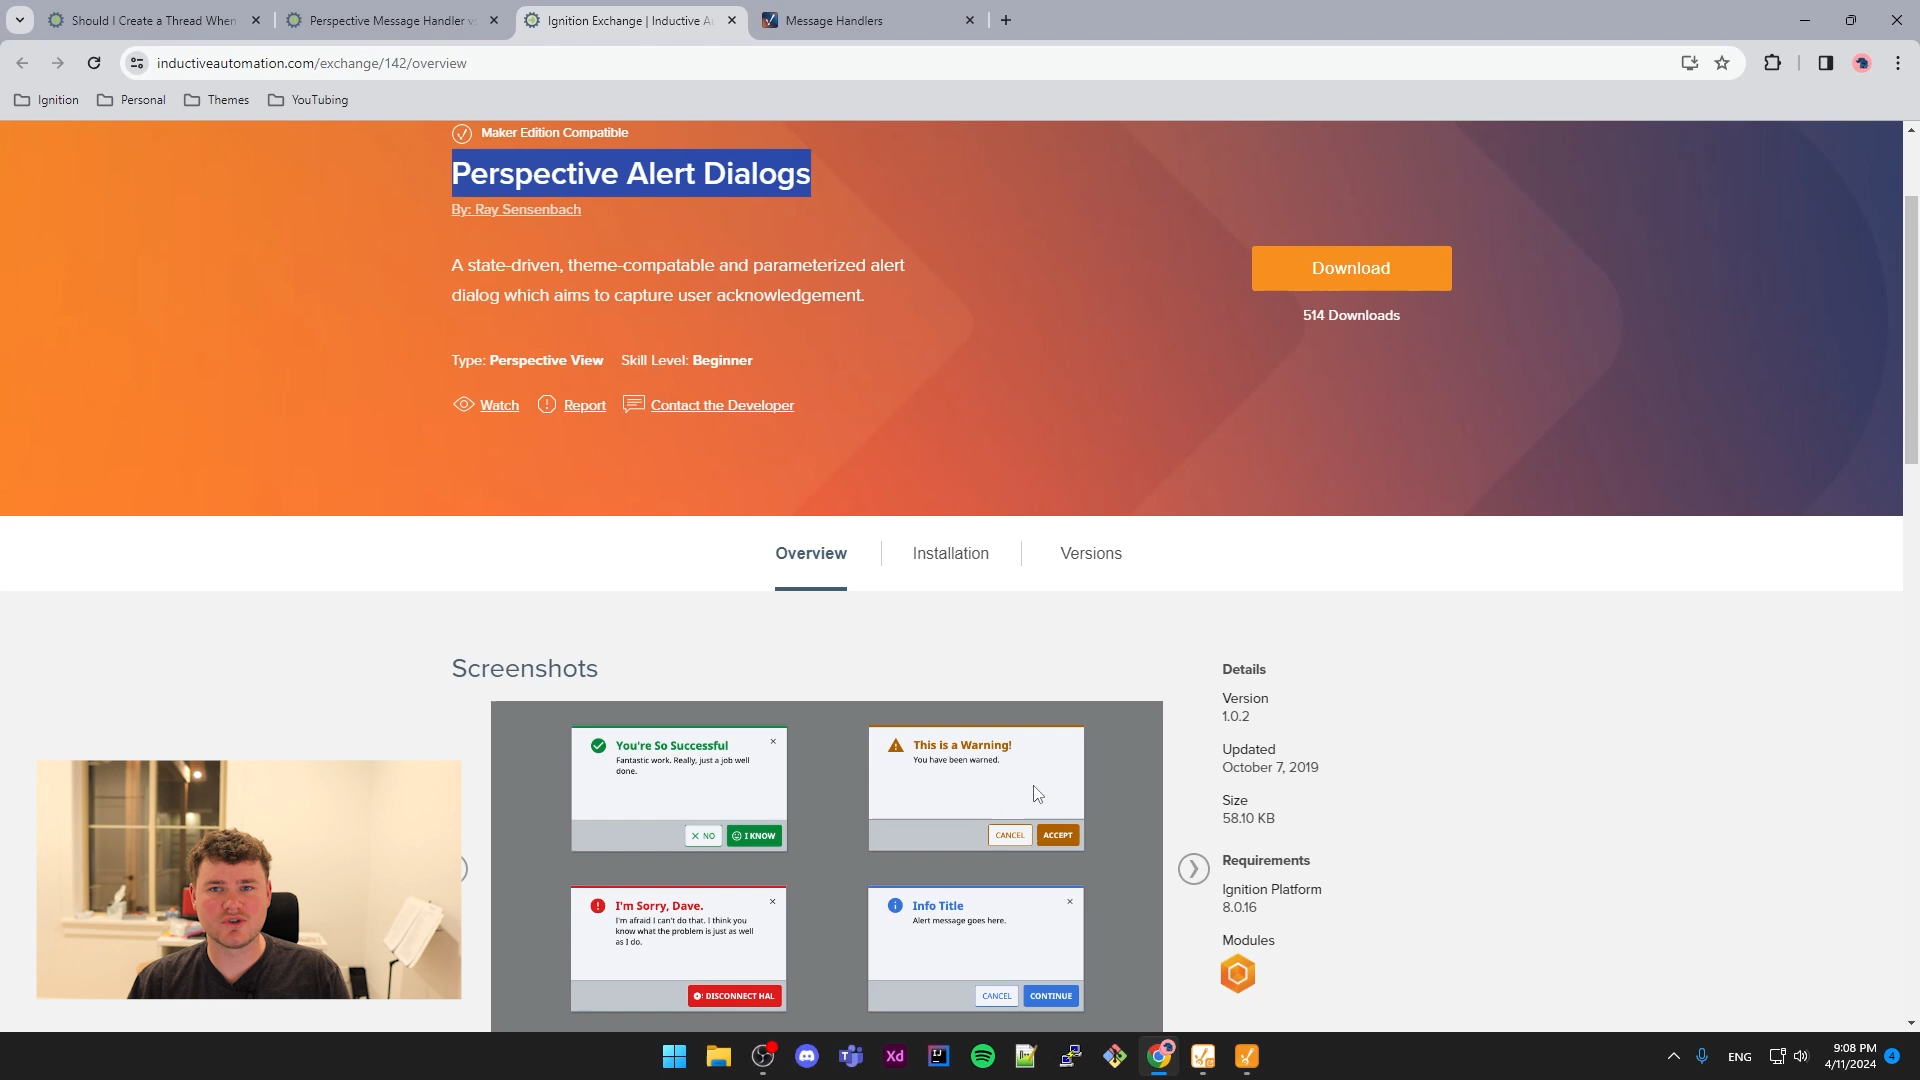 Should I Create a Thread When
Perspective Message Handler vs
Ignition Exchange | Inductive Au
Message Handlers
inductiveautomation.com/exchange/142/overview
Ignition
Personal
Themes
YouTubing
Maker Edition Compatible
Perspective Alert Dialogs
By: Ray Sensenbach
A state-driven, theme-compatable and parameterized alert
dialog which aims to capture user acknowledgement.
Download
514 Downloads
Type: Perspective View Skill Level: Beginner
Watch
Report
Contact the Developer
Overview
Installation
Versions
Screenshots
You're So Successful
Fantastic work. Really, just a job well
done.
NO
I KNOW
This is a Warning!
You have been warned.
CANCEL
ACCEPT
I'm Sorry, Dave.
I'm afraid I can't do that. I think you
know what the problem is just as well
as I do.
DISCONNECT HAL
Info Title
Alert message goes here.
CANCEL
CONTINUE
Details
Version
1.0.2
Updated
October 7, 2019
Size
58.10 KB
Requirements
Ignition Platform
8.0.16
Modules
Xd
ENG
9:08 PM
4/11/2024
4